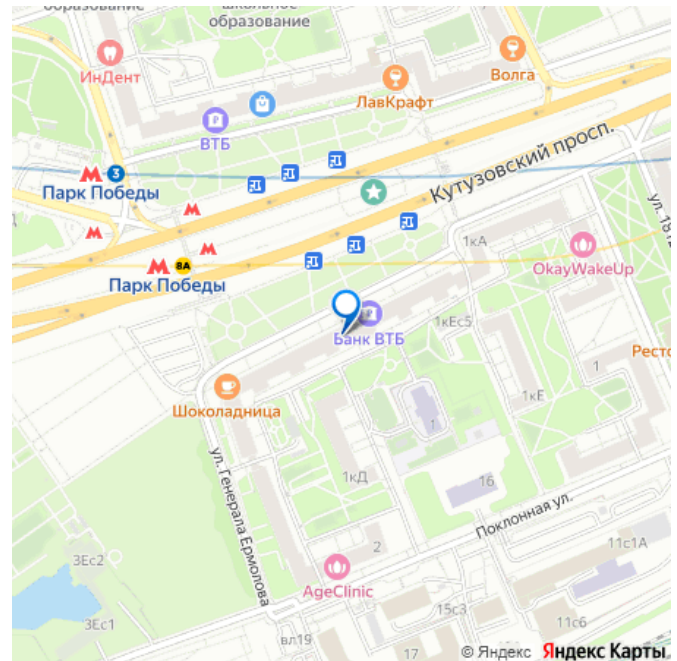 образование
школьное
образование
ИнДент
Волга
ЛавКрафт
ВТБ
3
Парк Победы
Кутузовский просп.
8А
Парк Победы
1кА
ул. 1812
OkayWakeUp
1кЕс5
Банк ВТБ
1
Рест
Шоколадница
1кЕ
1
1кД
16
ул. Генерала Ермолова
Поклонная ул.
3Ес2
2
11с1А
AgeClinic
3Ес1
15с3
11с6
вл19
17
© Яндекс Яндекс Карты